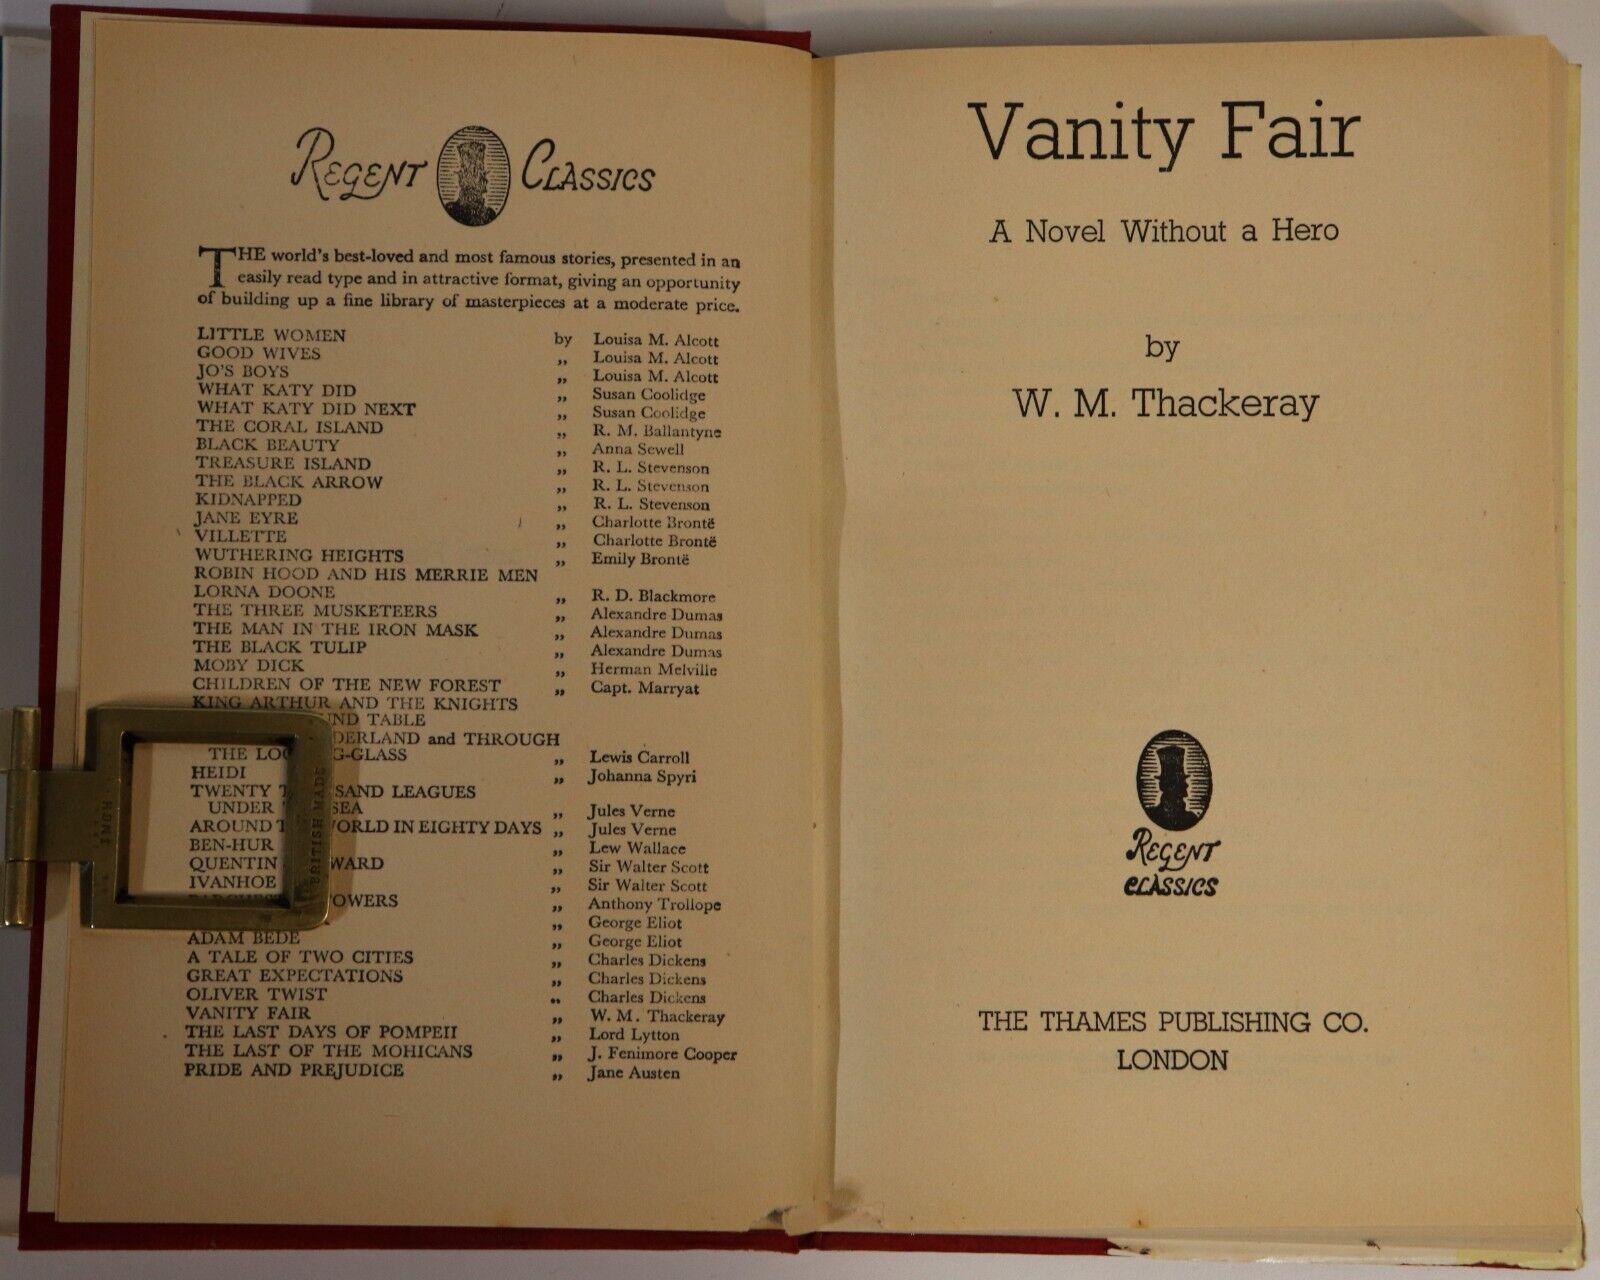 REGENT CLASSICS
THE world's best-loved and most famous stories, presented in an
easily read type and in attractive format, giving an opportunity
of building up a fine library of masterpieces at a moderate price.
LITTLE WOMEN by Louisa M. Alcott
GOOD WIVES ,, Louisa M. Alcott
JO'S BOYS ,, Louisa M. Alcott
WHAT KATY DID ,, Susan Coolidge
WHAT KATY DID NEXT ,, Susan Coolidge
THE CORAL ISLAND ,, R. M. Ballantyne
BLACK BEAUTY ,, Anna Sewell
TREASURE ISLAND ,, R. L. Stevenson
THE BLACK ARROW ,, R. L. Stevenson
KIDNAPPED ,, R. L. Stevenson
JANE EYRE ,, Charlotte Brontë
VILLETTE ,, Charlotte Brontë
WUTHERING HEIGHTS ,, Emily Brontë
ROBIN HOOD AND HIS MERRIE MEN
LORNA DOONE ,, R. D. Blackmore
THE THREE MUSKETEERS ,, Alexandre Dumas
THE MAN IN THE IRON MASK ,, Alexandre Dumas
THE BLACK TULIP ,, Alexandre Dumas
MOBY DICK ,, Herman Melville
CHILDREN OF THE NEW FOREST ,, Capt. Marryat
KING ARTHUR AND THE KNIGHTS
TABLE
and THROUGH
THE ,, Lewis Carroll
HEIDI ,, Johanna Spyri
TWENTY LEAGUES
UNDER SEA ,, Jules Verne
AROUND WORLD IN EIGHTY DAYS ,, Jules Verne
BEN-HUR ,, Lew Wallace
QUENTIN ,, Sir Walter Scott
IVANHOE ,, Sir Walter Scott
,, Anthony Trollope
,, George Eliot
ADAM BEDE ,, George Eliot
A TALE OF TWO CITIES ,, Charles Dickens
GREAT EXPECTATIONS ,, Charles Dickens
OLIVER TWIST ,, Charles Dickens
VANITY FAIR ,, W. M. Thackeray
THE LAST DAYS OF POMPEII ,, Lord Lytton
THE LAST OF THE MOHICANS ,, J. Fenimore Cooper
PRIDE AND PREJUDICE ,, Jane Austen
INCH
BRITISH MADE
Vanity Fair
A Novel Without a Hero
by
W. M. Thackeray
REGENT
CLASSICS
THE THAMES PUBLISHING CO.
LONDON